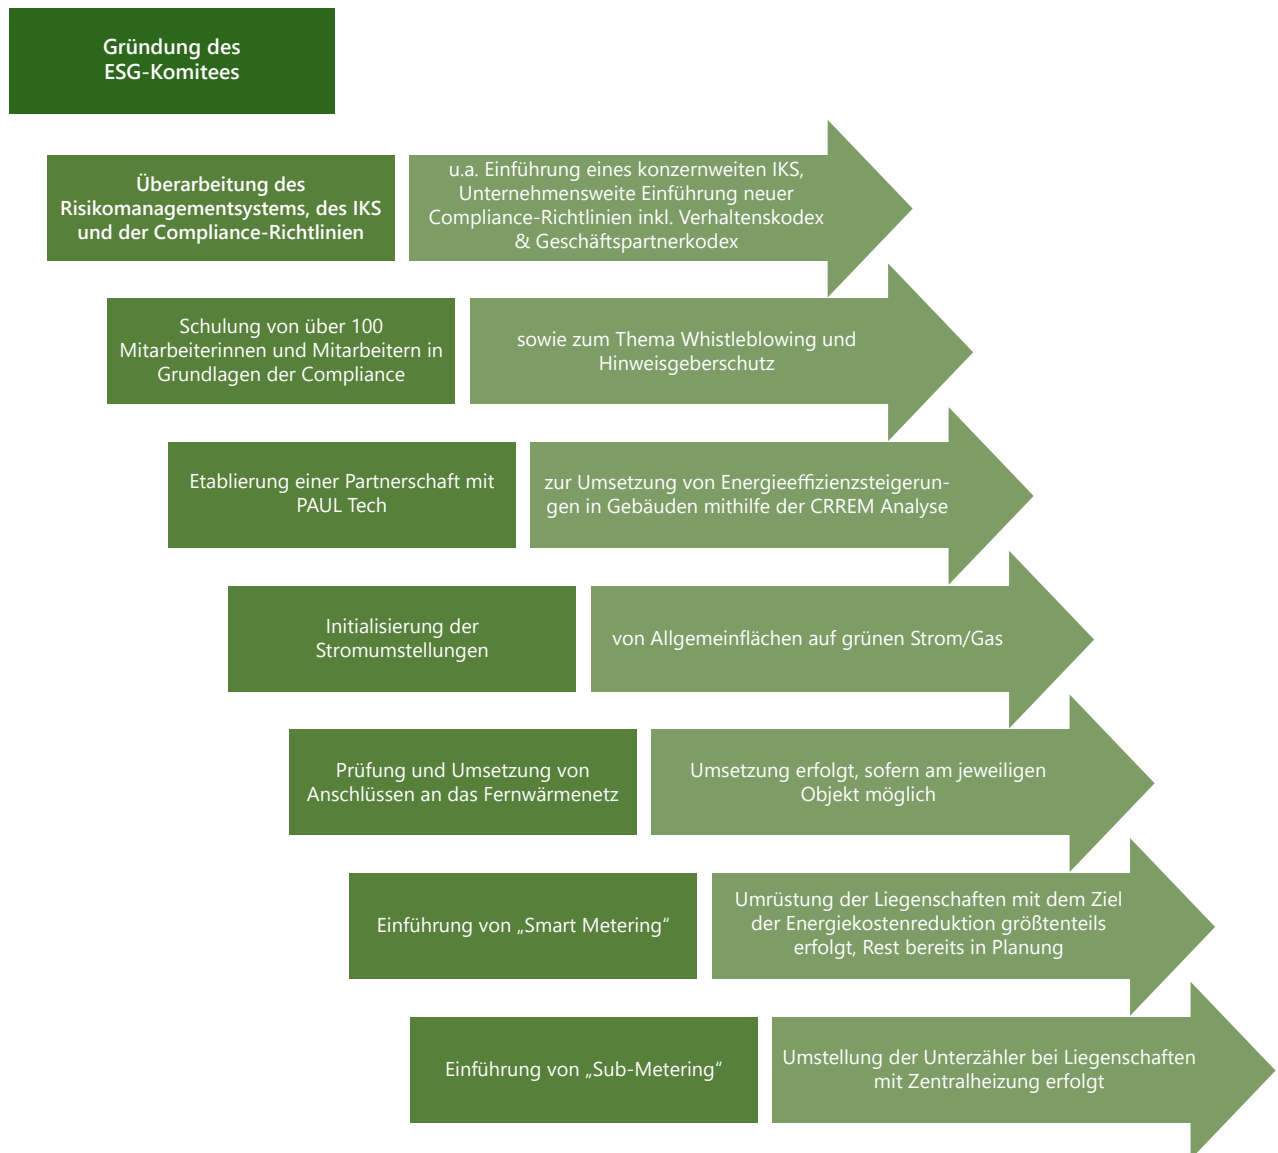 Gründung des
ESG-Komitees
Überarbeitung des
Risikomanagementsystems, des IKS
und der Compliance-Richtlinien
u.a. Einführung eines konzernweiten IKS,
Unternehmensweite Einführung neuer
Compliance-Richtlinien inkl. Verhaltenskodex
& Geschäftspartnerkodex
Schulung von über 100
Mitarbeiterinnen und Mitarbeitern in
Grundlagen der Compliance
sowie zum Thema Whistleblowing und
Hinweisgeberschutz
Etablierung einer Partnerschaft mit
PAUL Tech
zur Umsetzung von Energieeffizienzsteigerun-
gen in Gebäuden mithilfe der CRREM Analyse
Initialisierung der
Stromumstellungen
von Allgemeinflächen auf grünen Strom/Gas
Prüfung und Umsetzung von
Anschlüssen an das Fernwärmenetz
Umsetzung erfolgt, sofern am jeweiligen
Objekt möglich
Einführung von „Smart Metering“
Umrüstung der Liegenschaften mit dem Ziel
der Energiekostenreduktion größtenteils
erfolgt, Rest bereits in Planung
Einführung von „Sub-Metering“
Umstellung der Unterzähler bei Liegenschaften
mit Zentralheizung erfolgt